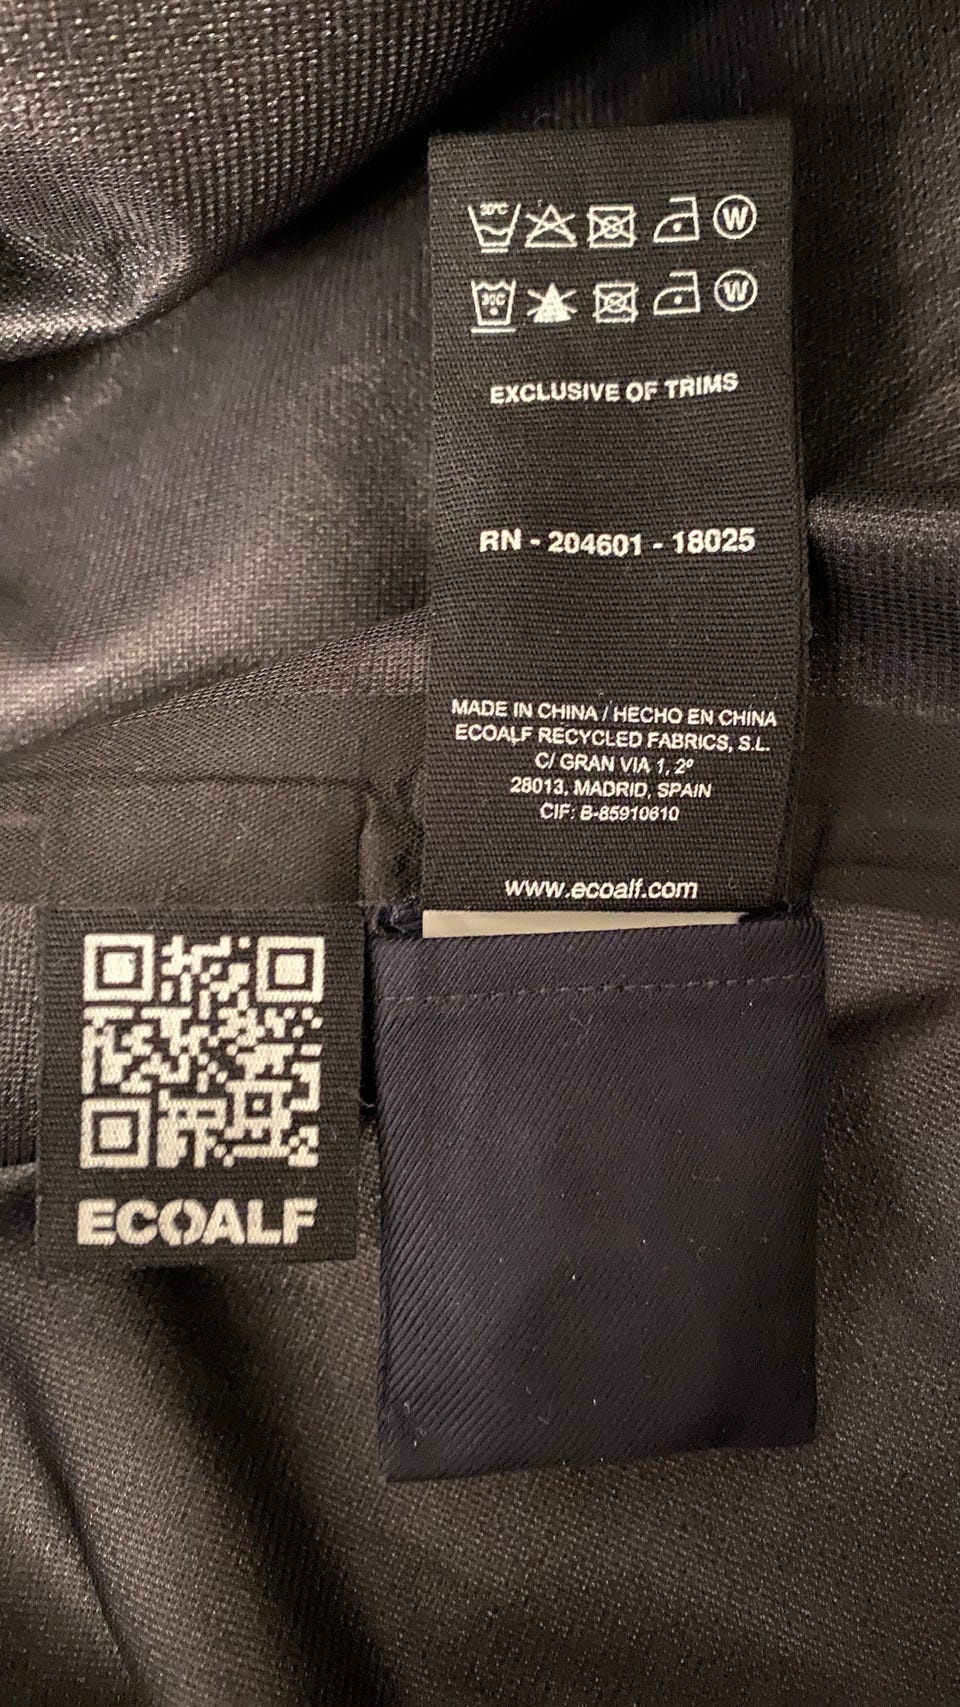 30°C W
30°C W
EXCLUSIVE OF TRIMS
RN - 204601 - 18025
MADE IN CHINA / HECHO EN CHINA
ECOALF RECYCLED FABRICS, S.L.
C/ GRAN VIA 1, 2º
28013, MADRID, SPAIN
CIF: B-85910610
www.ecoalf.com
ECOALF